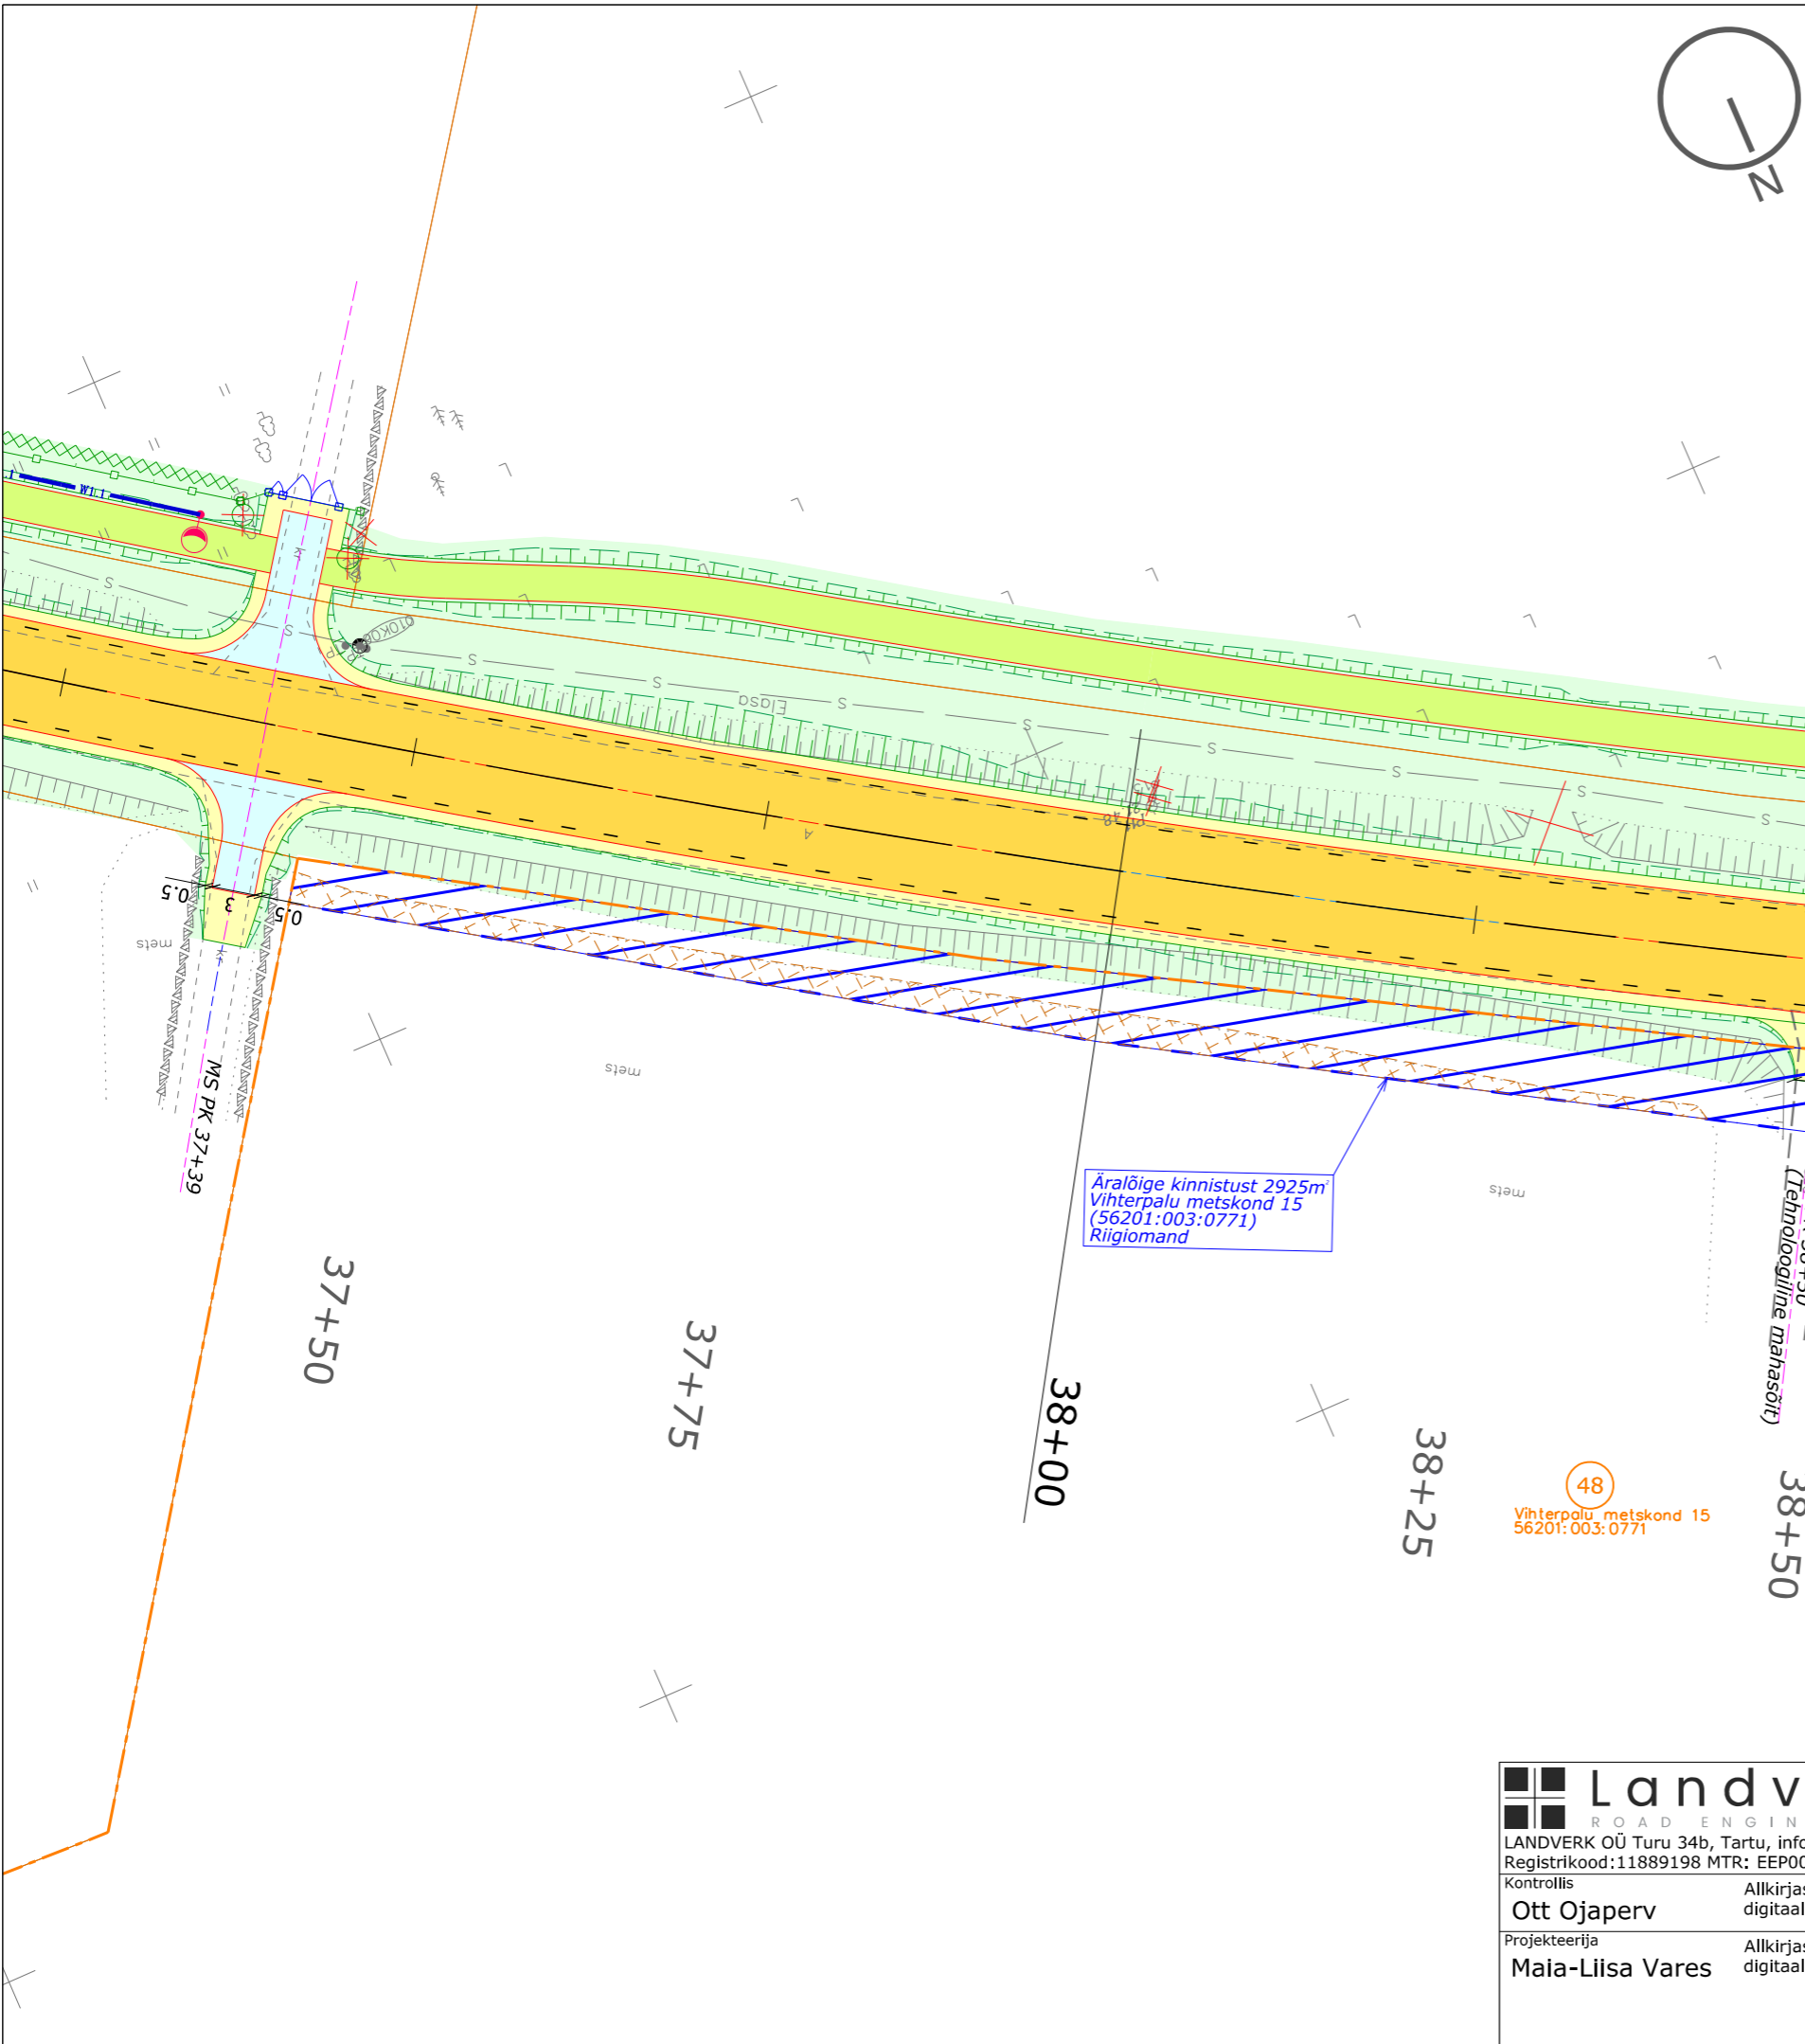 N
W1.1
kr
Elasa
S
S
S
S
S
S
S
S
S
A
P
0.5
3
0.5
kr
mets
mets
mets
MS PK 37+39
Äralõige kinnistust 2925m²
Vihterpalu metskond 15
(56201:003:0771)
Riigiomand
(Tehnoloogiline mahasõit)
37+50
37+75
38+00
38+25
38+50
48
Vihterpalu metskond 15
56201:003:0771
Landv
ROAD ENGIN
LANDVERK OÜ Turu 34b, Tartu, info
Registrikood:11889198 MTR: EEP00
Kontrollis
Ott Ojaperv
Allkirjas
digitaal
Projekteerija
Maia-Liisa Vares
Allkirjas
digitaal